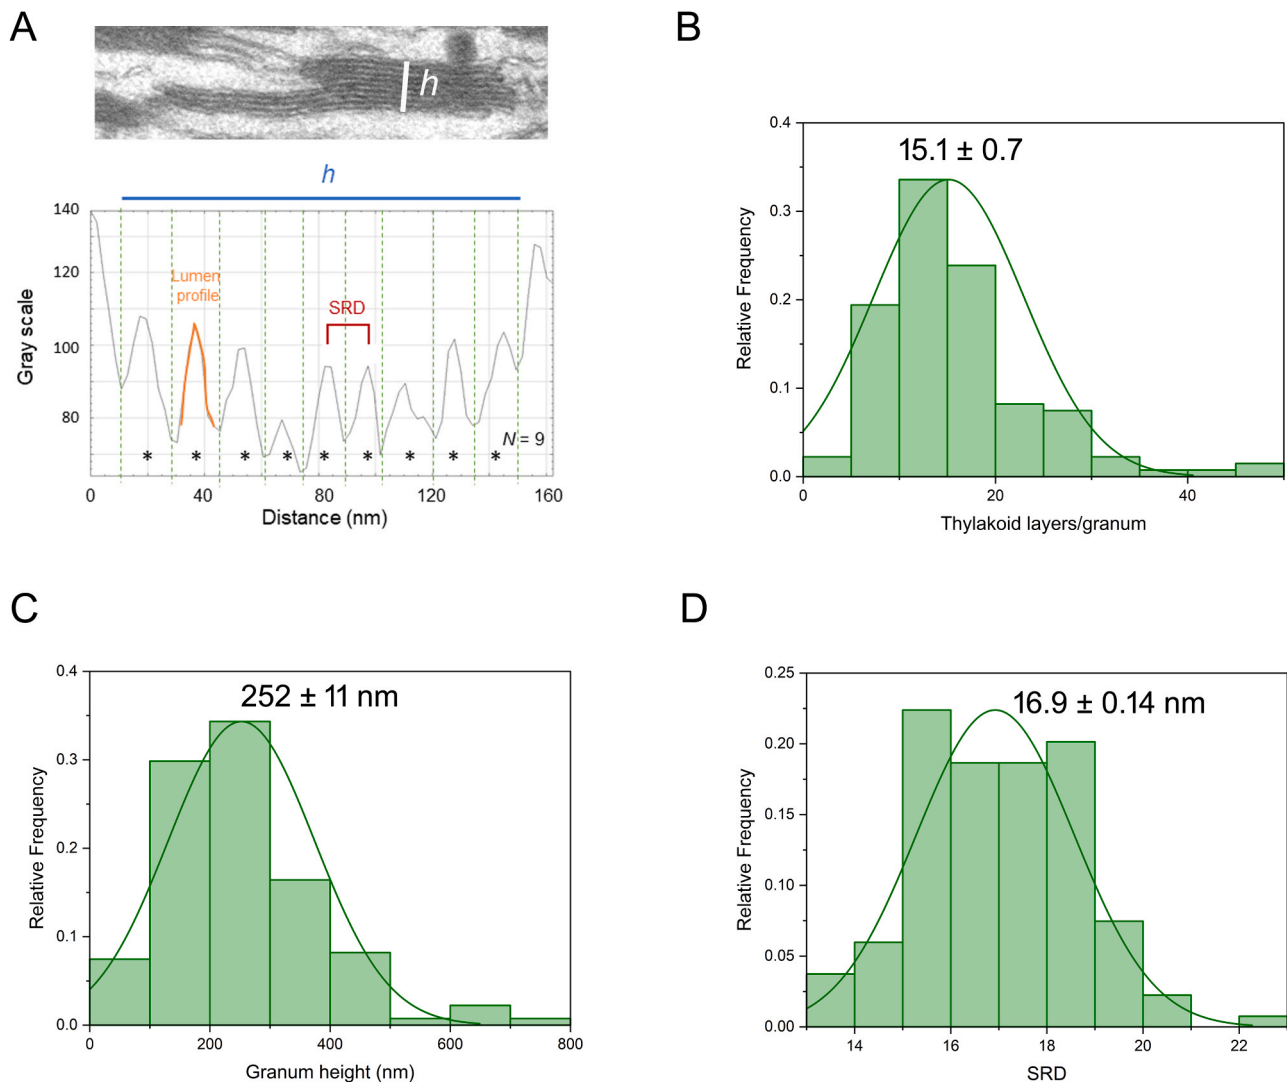 A
h
h
140
120
100
80
Gray scale
Lumen
profile
SRD
N = 9
* * * * * * * * *
0 40 80 120 160
Distance (nm)
B
15.1 ± 0.7
0.4
0.3
0.2
0.1
0.0
Relative Frequency
0 20 40
Thylakoid layers/granum
C
252 ± 11 nm
0.4
0.3
0.2
0.1
0.0
Relative Frequency
0 200 400 600 800
Granum height (nm)
D
16.9 ± 0.14 nm
0.25
0.20
0.15
0.10
0.05
0.00
Relative Frequency
14 16 18 20 22
SRD